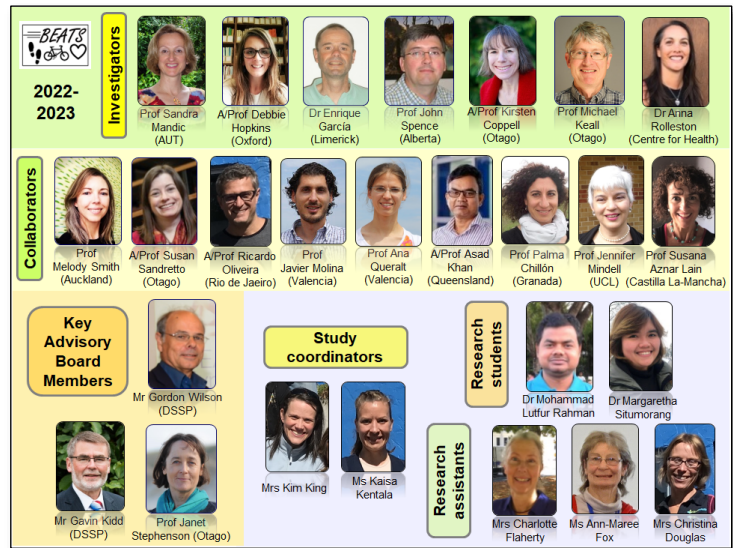 BEATS
2022-
2023
Investigators
Prof Sandra
Mandic
(AUT)
A/Prof Debbie
Hopkins
(Oxford)
Dr Enrique
García
(Limerick)
Prof John
Spence
(Alberta)
A/Prof Kirsten
Coppell
(Otago)
Prof Michael
Keall
(Otago)
Dr Anna
Rolleston
(Centre for Health)
Collaborators
Prof
Melody Smith
(Auckland)
A/Prof Susan
Sandretto
(Otago)
A/Prof Ricardo
Oliveira
(Rio de Jaeiro)
Prof
Javier Molina
(Valencia)
Prof Ana
Queralt
(Valencia)
A/Prof Asad
Khan
(Queensland)
Prof Palma
Chillón
(Granada)
Prof Jennifer
Mindell
(UCL)
Prof Susana
Aznar Lain
(Castilla La-Mancha)
Key
Advisory
Board
Members
Mr Gordon Wilson
(DSSP)
Mr Gavin Kidd
(DSSP)
Prof Janet
Stephenson (Otago)
Study
coordinators
Mrs Kim King
Ms Kaisa
Kentala
Research
students
Dr Mohammad
Lutfur Rahman
Dr Margaretha
Situmorang
Research
assistants
Mrs Charlotte
Flaherty
Ms Ann-Maree
Fox
Mrs Christina
Douglas